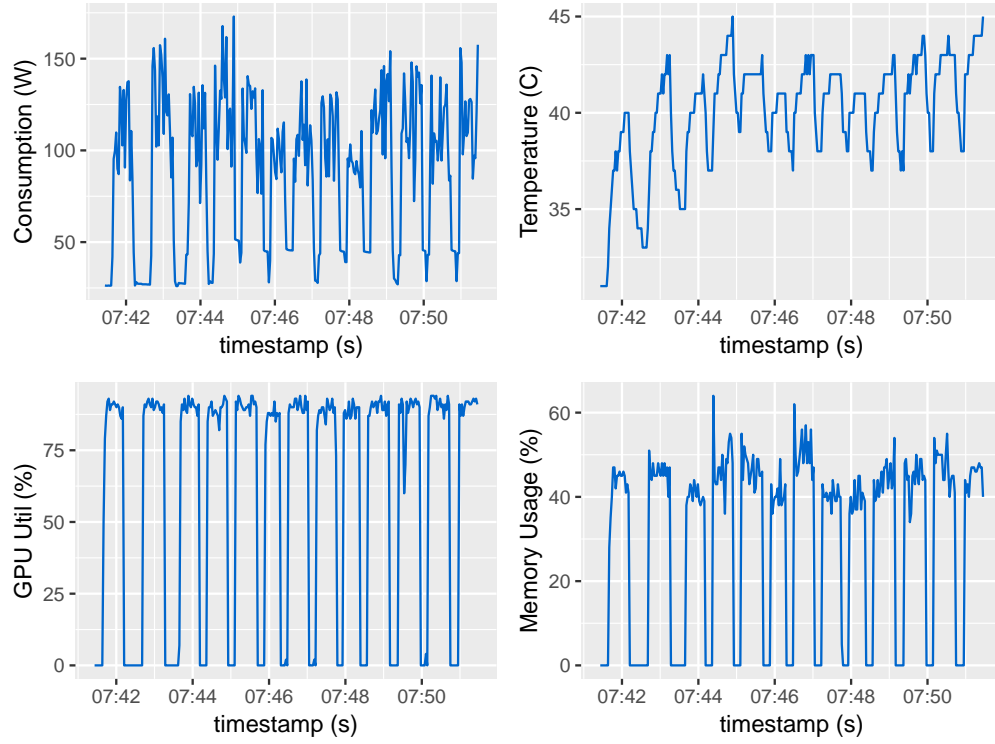 Consumption (W)
150
100
50
07:42 07:44 07:46 07:48 07:50
timestamp (s)
Temperature (C)
45
40
35
07:42 07:44 07:46 07:48 07:50
timestamp (s)
GPU Util (%)
75
50
25
0
07:42 07:44 07:46 07:48 07:50
timestamp (s)
Memory Usage (%)
60
40
20
0
07:42 07:44 07:46 07:48 07:50
timestamp (s)